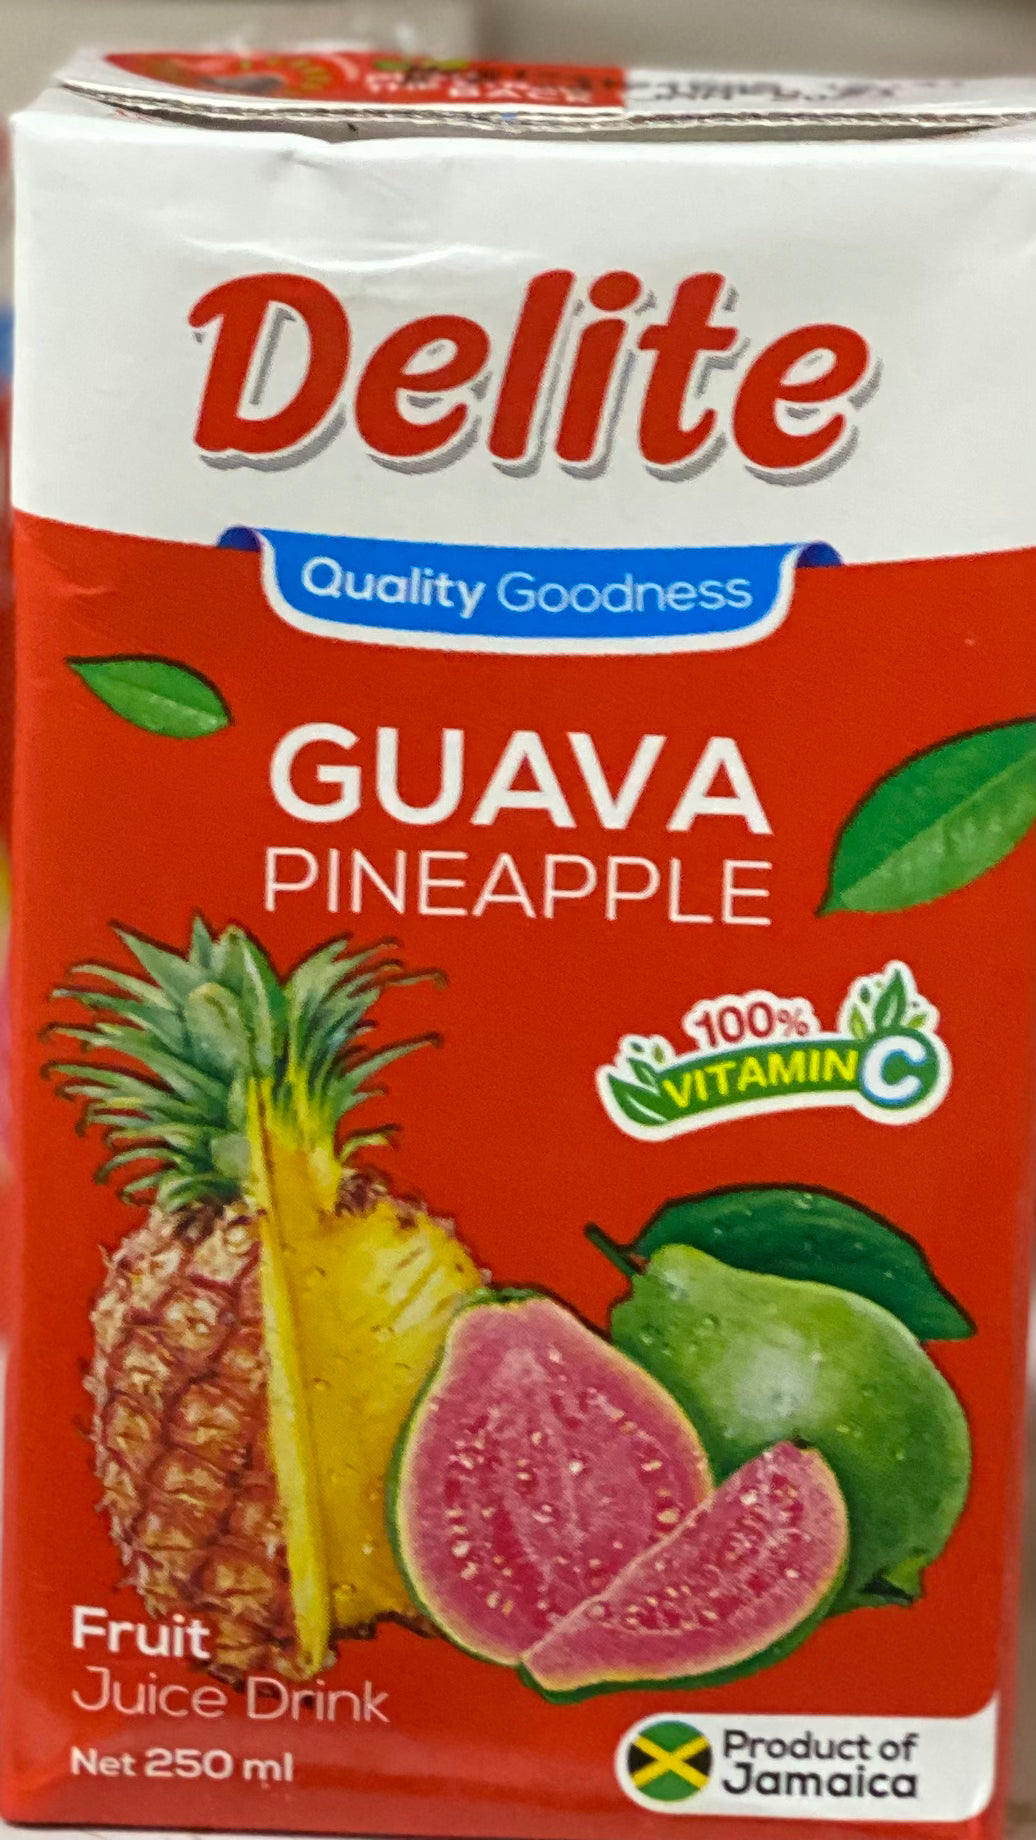 Delite
Quality Goodness
GUAVA
PINEAPPLE
100%
VITAMIN C
Fruit
Juice Drink
Net 250 ml
Product of
Jamaica